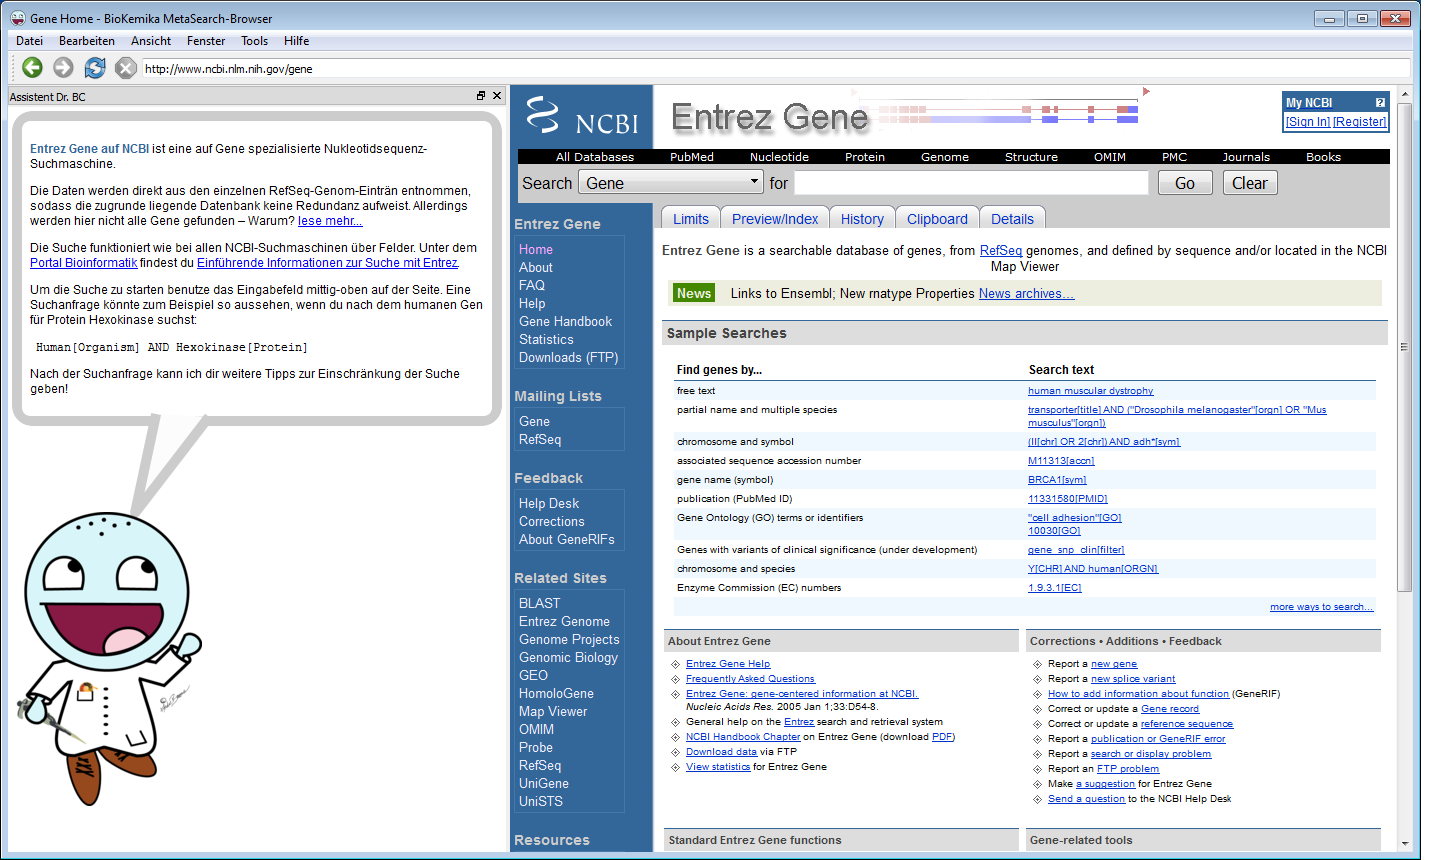 Gene Home - BioKemika MetaSearch-Browser
Datei Bearbeiten Ansicht Fenster Tools Hilfe
http://www.ncbi.nlm.nih.gov/gene
Assistent Dr. BC
Entrez Gene auf NCBI ist eine auf Gene spezialisierte Nukleotidsequenz-
Suchmaschine.
Die Daten werden direkt aus den einzelnen RefSeq-Genom-Einträn entnommen,
sodass die zugrunde liegende Datenbank keine Redundanz aufweist. Allerdings
werden hier nicht alle Gene gefunden – Warum? lese mehr...
Die Suche funktioniert wie bei allen NCBI-Suchmaschinen über Felder. Unter dem
Portal Bioinformatik findest du Einführende Informationen zur Suche mit Entrez.
Um die Suche zu starten benutze das Eingabefeld mittig-oben auf der Seite. Eine
Suchanfrage könnte zum Beispiel so aussehen, wenn du nach dem humanen Gen
für Protein Hexokinase suchst:
Human[Organism] AND Hexokinase[Protein]
Nach der Suchanfrage kann ich dir weitere Tipps zur Einschränkung der Suche
geben!
NCBI
Entrez Gene
My NCBI ?
[Sign In] [Register]
All Databases PubMed Nucleotide Protein Genome Structure OMIM PMC Journals Books
Search Gene for Go Clear
Limits Preview/Index History Clipboard Details
Entrez Gene
Home
About
FAQ
Help
Gene Handbook
Statistics
Downloads (FTP)
Mailing Lists
Gene
RefSeq
Feedback
Help Desk
Corrections
About GeneRIFs
Related Sites
BLAST
Entrez Genome
Genome Projects
Genomic Biology
GEO
HomoloGene
Map Viewer
OMIM
Probe
RefSeq
UniGene
UniSTS
Resources
Entrez Gene is a searchable database of genes, from RefSeq genomes, and defined by sequence and/or located in the NCBI
Map Viewer
News Links to Ensembl; New rnatype Properties News archives...
Sample Searches
Find genes by... Search text
free text human muscular dystrophy
partial name and multiple species transporter[title] AND ("Drosophila melanogaster"[orgn] OR "Mus
musculus"[orgn])
chromosome and symbol (II[chr] OR 2[chr]) AND adh*[sym]
associated sequence accession number M11313[accn]
gene name (symbol) BRCA1[sym]
publication (PubMed ID) 11331580[PMID]
Gene Ontology (GO) terms or identifiers "cell adhesion"[GO]
10030[GO]
Genes with variants of clinical significance (under development) gene_snp_clin[filter]
chromosome and species Y[CHR] AND human[ORGN]
Enzyme Commission (EC) numbers 1.9.3.1[EC]
more ways to search...
About Entrez Gene
Entrez Gene Help
Frequently Asked Questions
Entrez Gene: gene-centered information at NCBI.
Nucleic Acids Res. 2005 Jan 1;33:D54-8.
General help on the Entrez search and retrieval system
NCBI Handbook Chapter on Entrez Gene (download PDF)
Download data via FTP
View statistics for Entrez Gene
Corrections • Additions • Feedback
Report a new gene
Report a new splice variant
How to add information about function (GeneRIF)
Correct or update a Gene record
Correct or update a reference sequence
Report a publication or GeneRIF error
Report a search or display problem
Report an FTP problem
Make a suggestion for Entrez Gene
Send a question to the NCBI Help Desk
Standard Entrez Gene functions
Gene-related tools